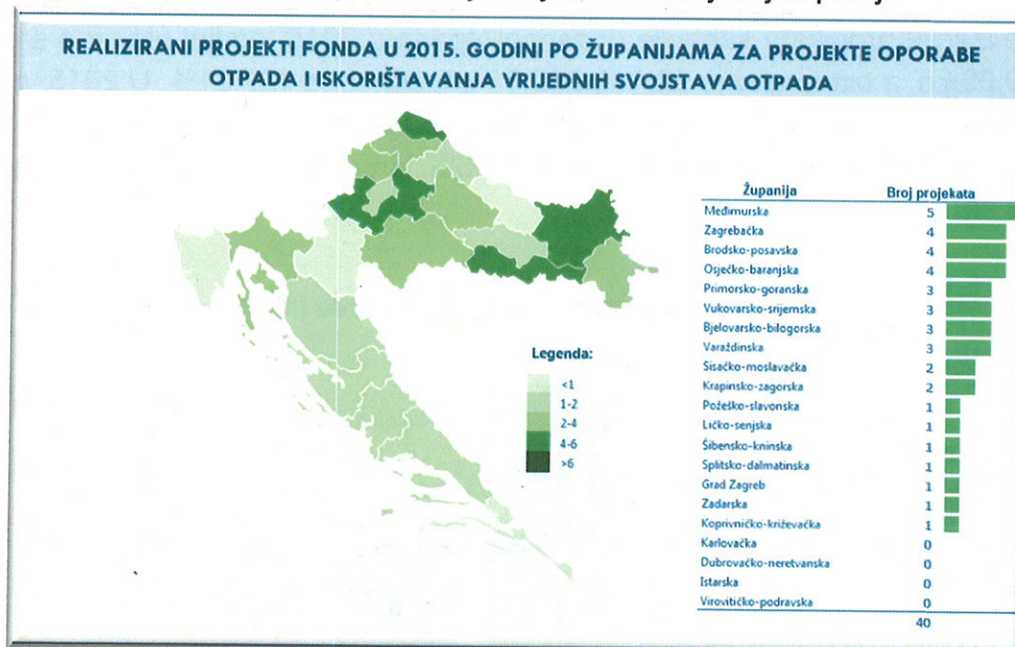 REALIZIRANI PROJEKTI FONDA U 2015. GODINI PO ŽUPANIJAMA ZA PROJEKTE OPORABE
OTPADA I ISKORIŠTAVANJA VRIJEDNIH SVOJSTAVA OTPADA
Županija Broj projekata
Međimurska 5
Zagrebačka 4
Brodsko-posavska 4
Osječko-baranjska 4
Primorsko-goranska 3
Vukovarsko-srijemska 3
Bjelovarsko-bilogorska 3
Varaždinska 3
Sisačko-moslavačka 2
Krapinsko-zagorska 2
Požeško-slavonska 1
Ličko-senjska 1
Šibensko-kninska 1
Splitsko-dalmatinska 1
Grad Zagreb 1
Zadarska 1
Koprivničko-križevačka 1
Karlovačka 0
Dubrovačko-neretvanska 0
Istarska 0
Virovitičko-podravska 0
40
Legenda:
<1
1-2
2-4
4-6
>6